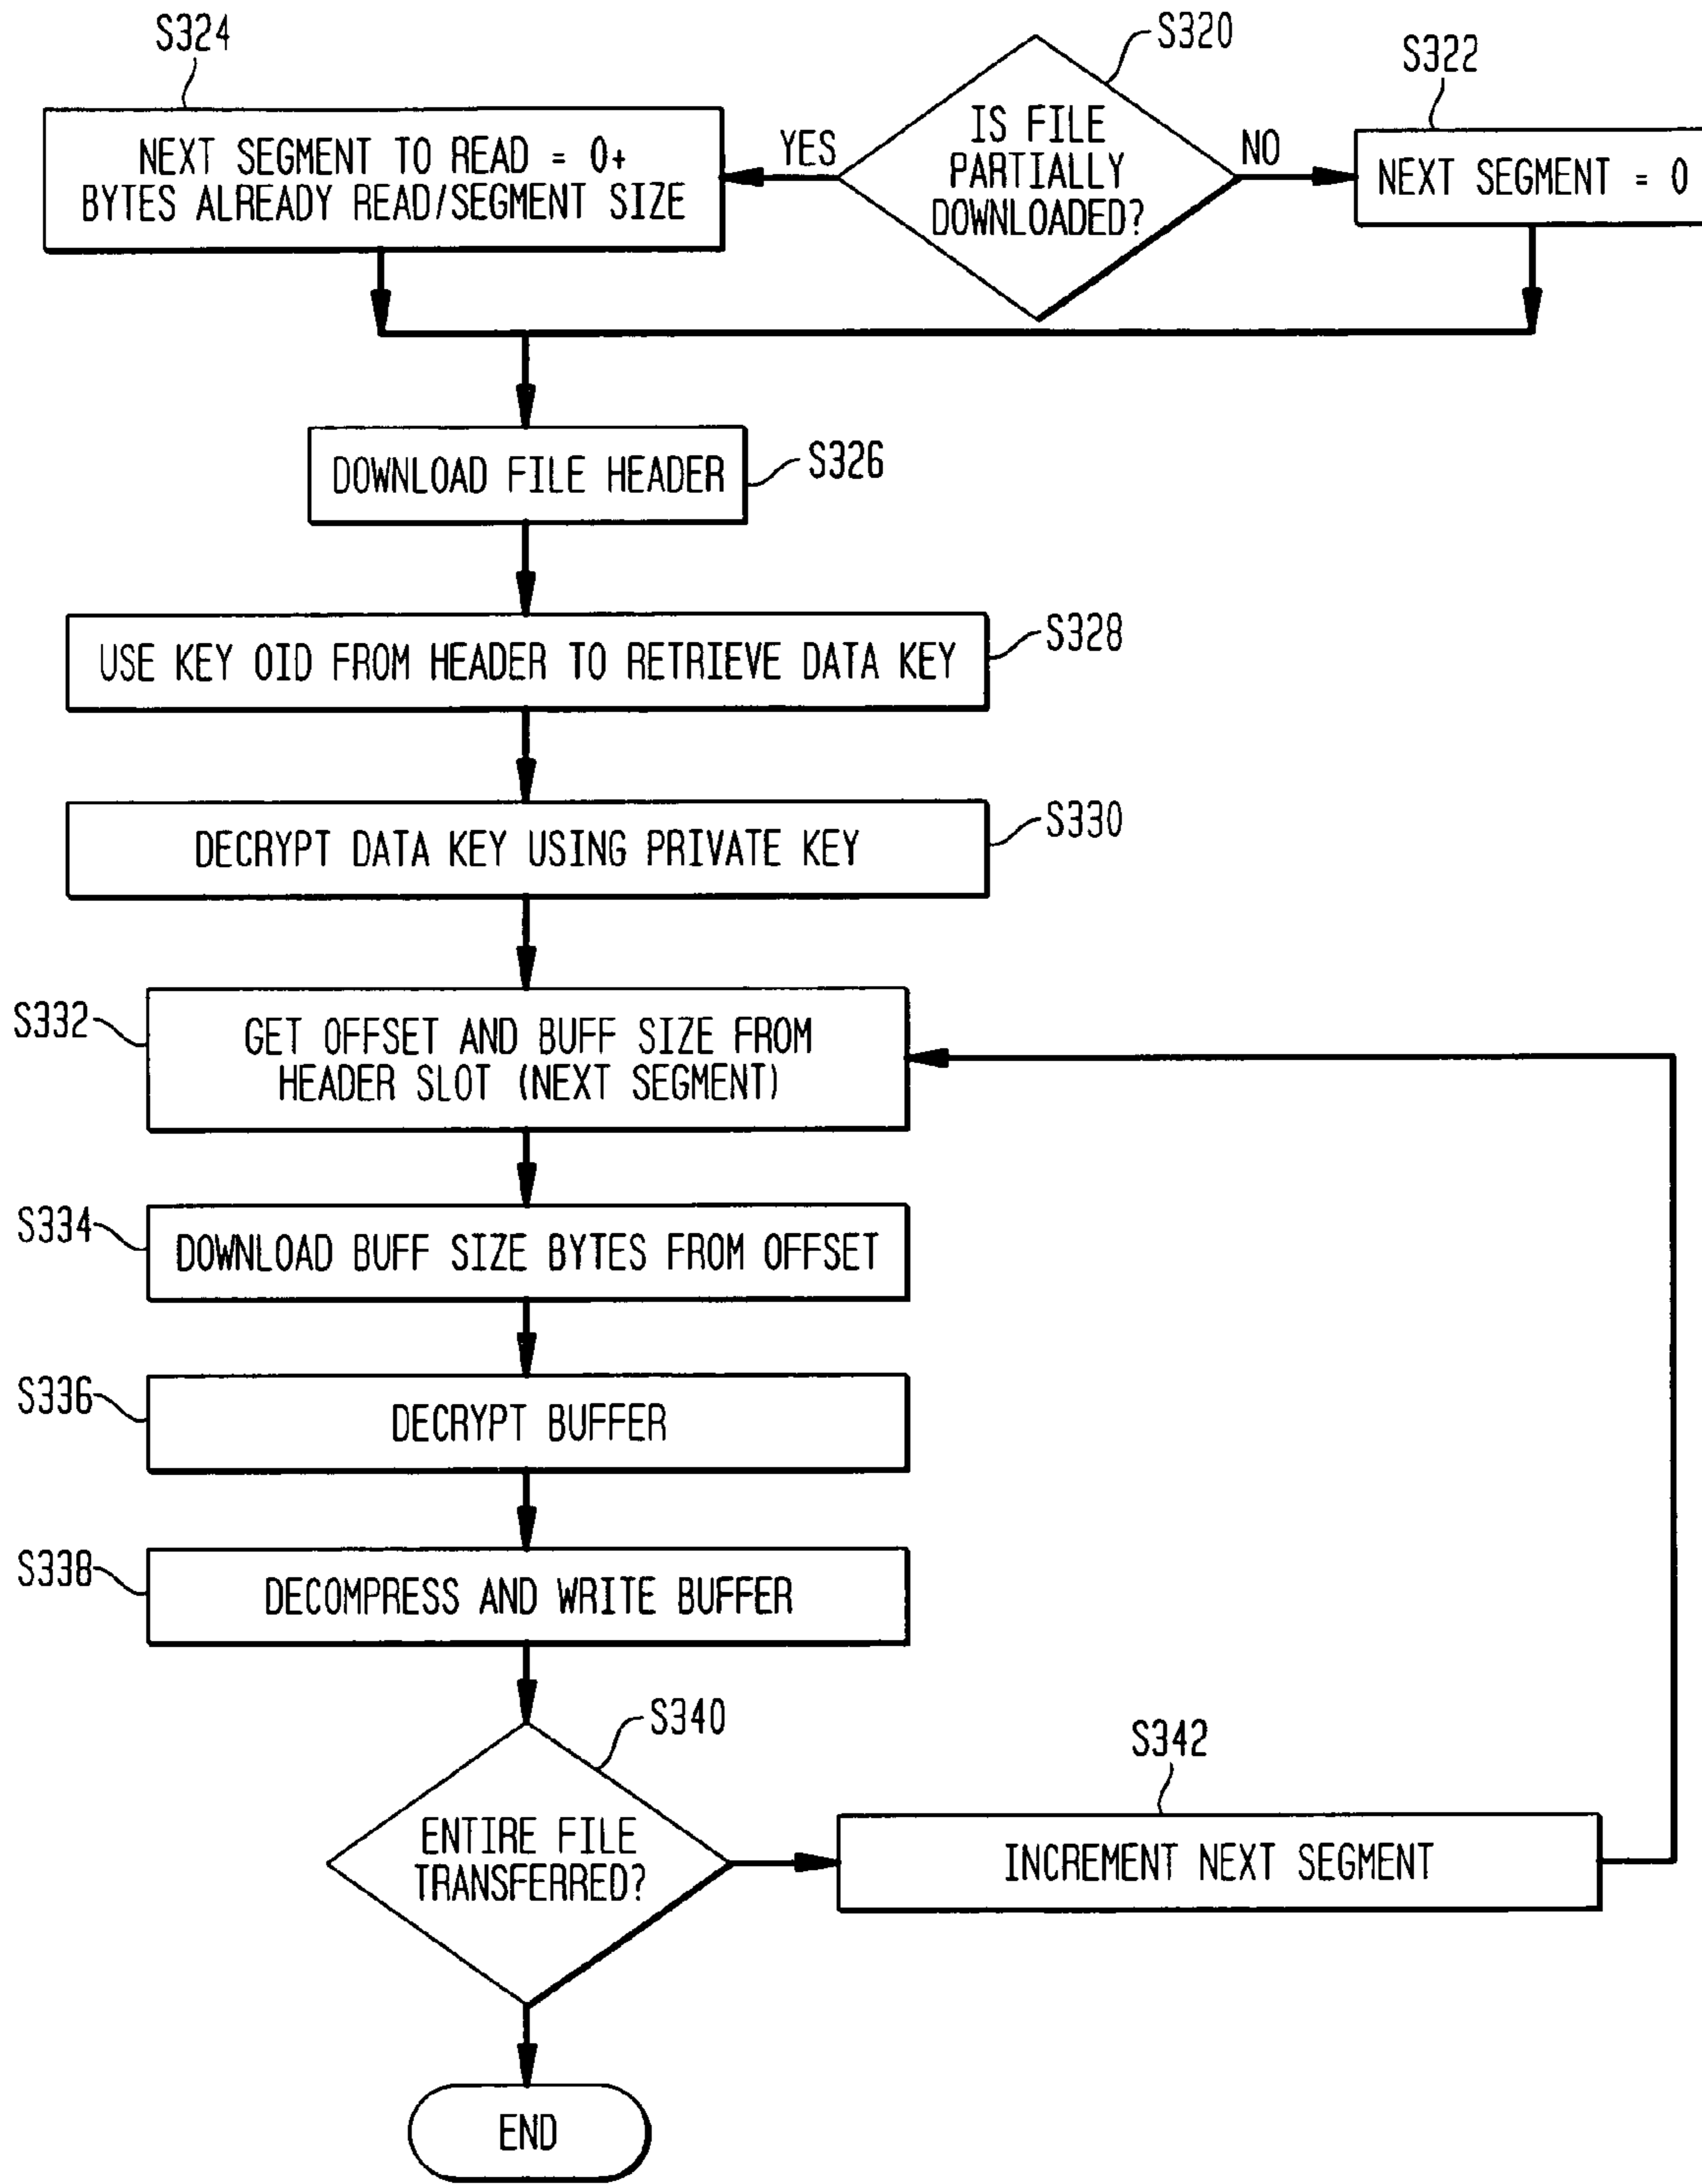 S324
S320
S322
NEXT SEGMENT TO READ = 0+
BYTES ALREADY READ/SEGMENT SIZE
YES
IS FILE
PARTIALLY
DOWNLOADED?
NO
NEXT SEGMENT = 0
DOWNLOAD FILE HEADER
S326
USE KEY OID FROM HEADER TO RETRIEVE DATA KEY
S328
DECRYPT DATA KEY USING PRIVATE KEY
S330
S332
GET OFFSET AND BUFF SIZE FROM
HEADER SLOT (NEXT SEGMENT)
S334
DOWNLOAD BUFF SIZE BYTES FROM OFFSET
S336
DECRYPT BUFFER
S338
DECOMPRESS AND WRITE BUFFER
S340
ENTIRE FILE
TRANSFERRED?
S342
INCREMENT NEXT SEGMENT
END